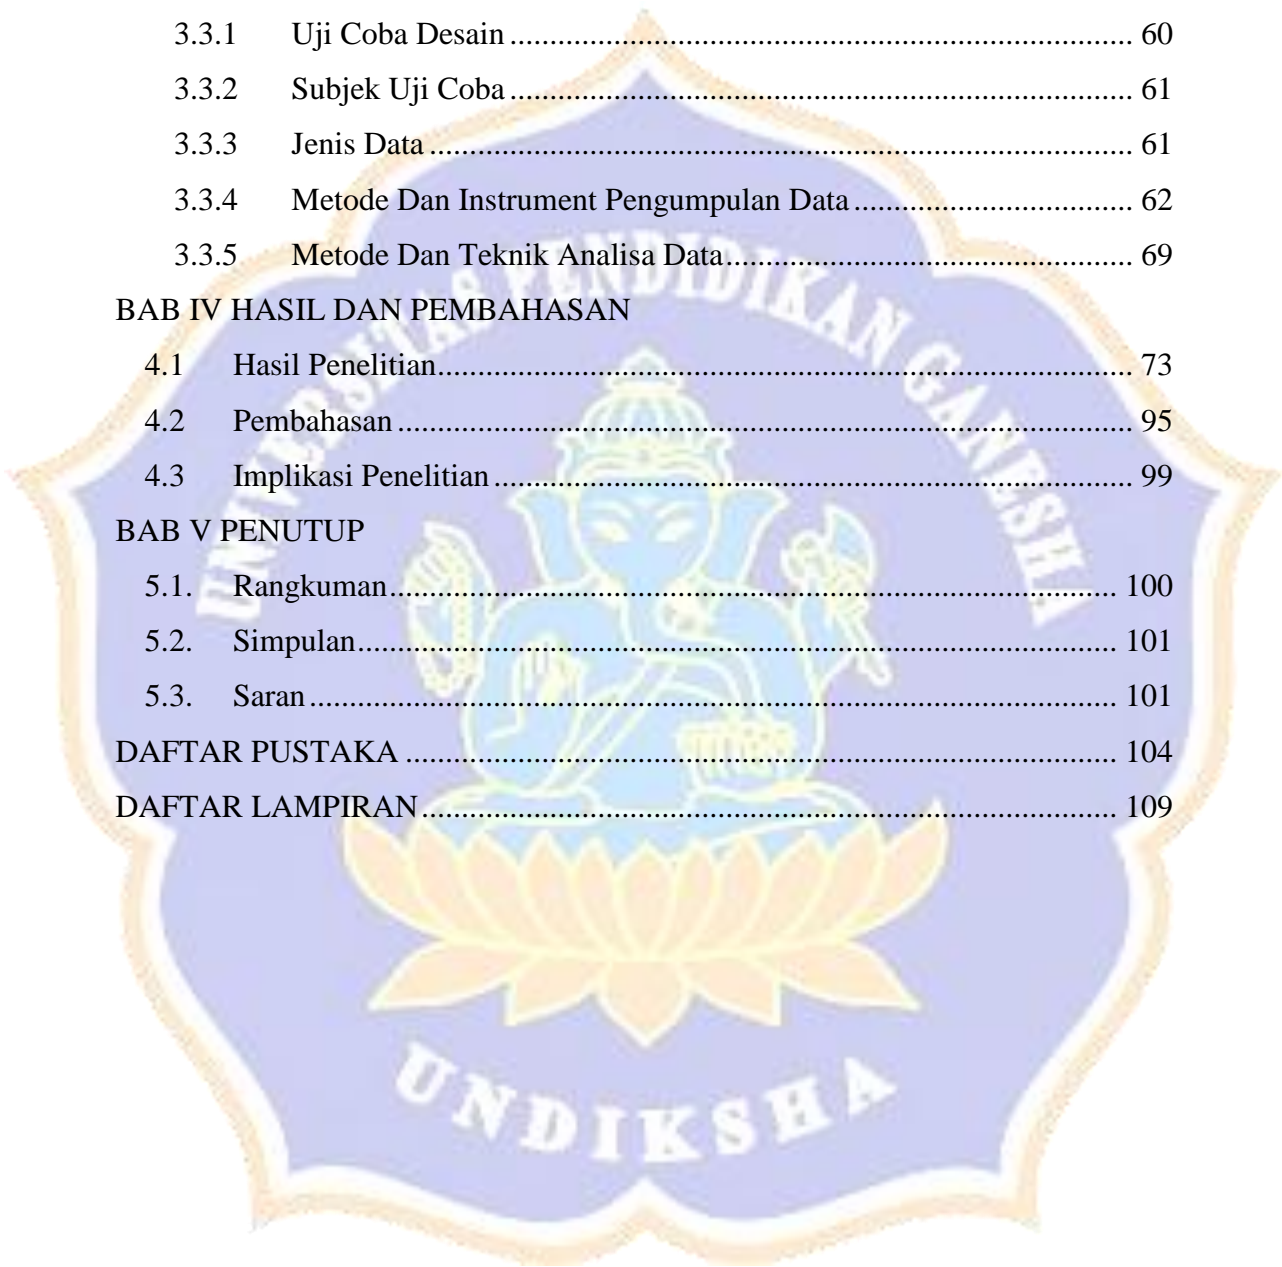 3.3.1 Uji Coba Desain ........................................................................ 60
3.3.2 Subjek Uji Coba ........................................................................ 61
3.3.3 Jenis Data ........................................................................ 61
3.3.4 Metode Dan Instrument Pengumpulan Data ................................... 62
3.3.5 Metode Dan Teknik Analisa Data ................................................... 69
BAB IV HASIL DAN PEMBAHASAN
4.1 Hasil Penelitian ........................................................................ 73
4.2 Pembahasan ........................................................................ 95
4.3 Implikasi Penelitian ........................................................................ 99
BAB V PENUTUP
5.1. Rangkuman ........................................................................ 100
5.2. Simpulan ........................................................................ 101
5.3. Saran ........................................................................ 101
DAFTAR PUSTAKA ........................................................................ 104
DAFTAR LAMPIRAN ........................................................................ 109
UNIVERSITAS PENDIDIKAN GANESHA
UNDIKSHA